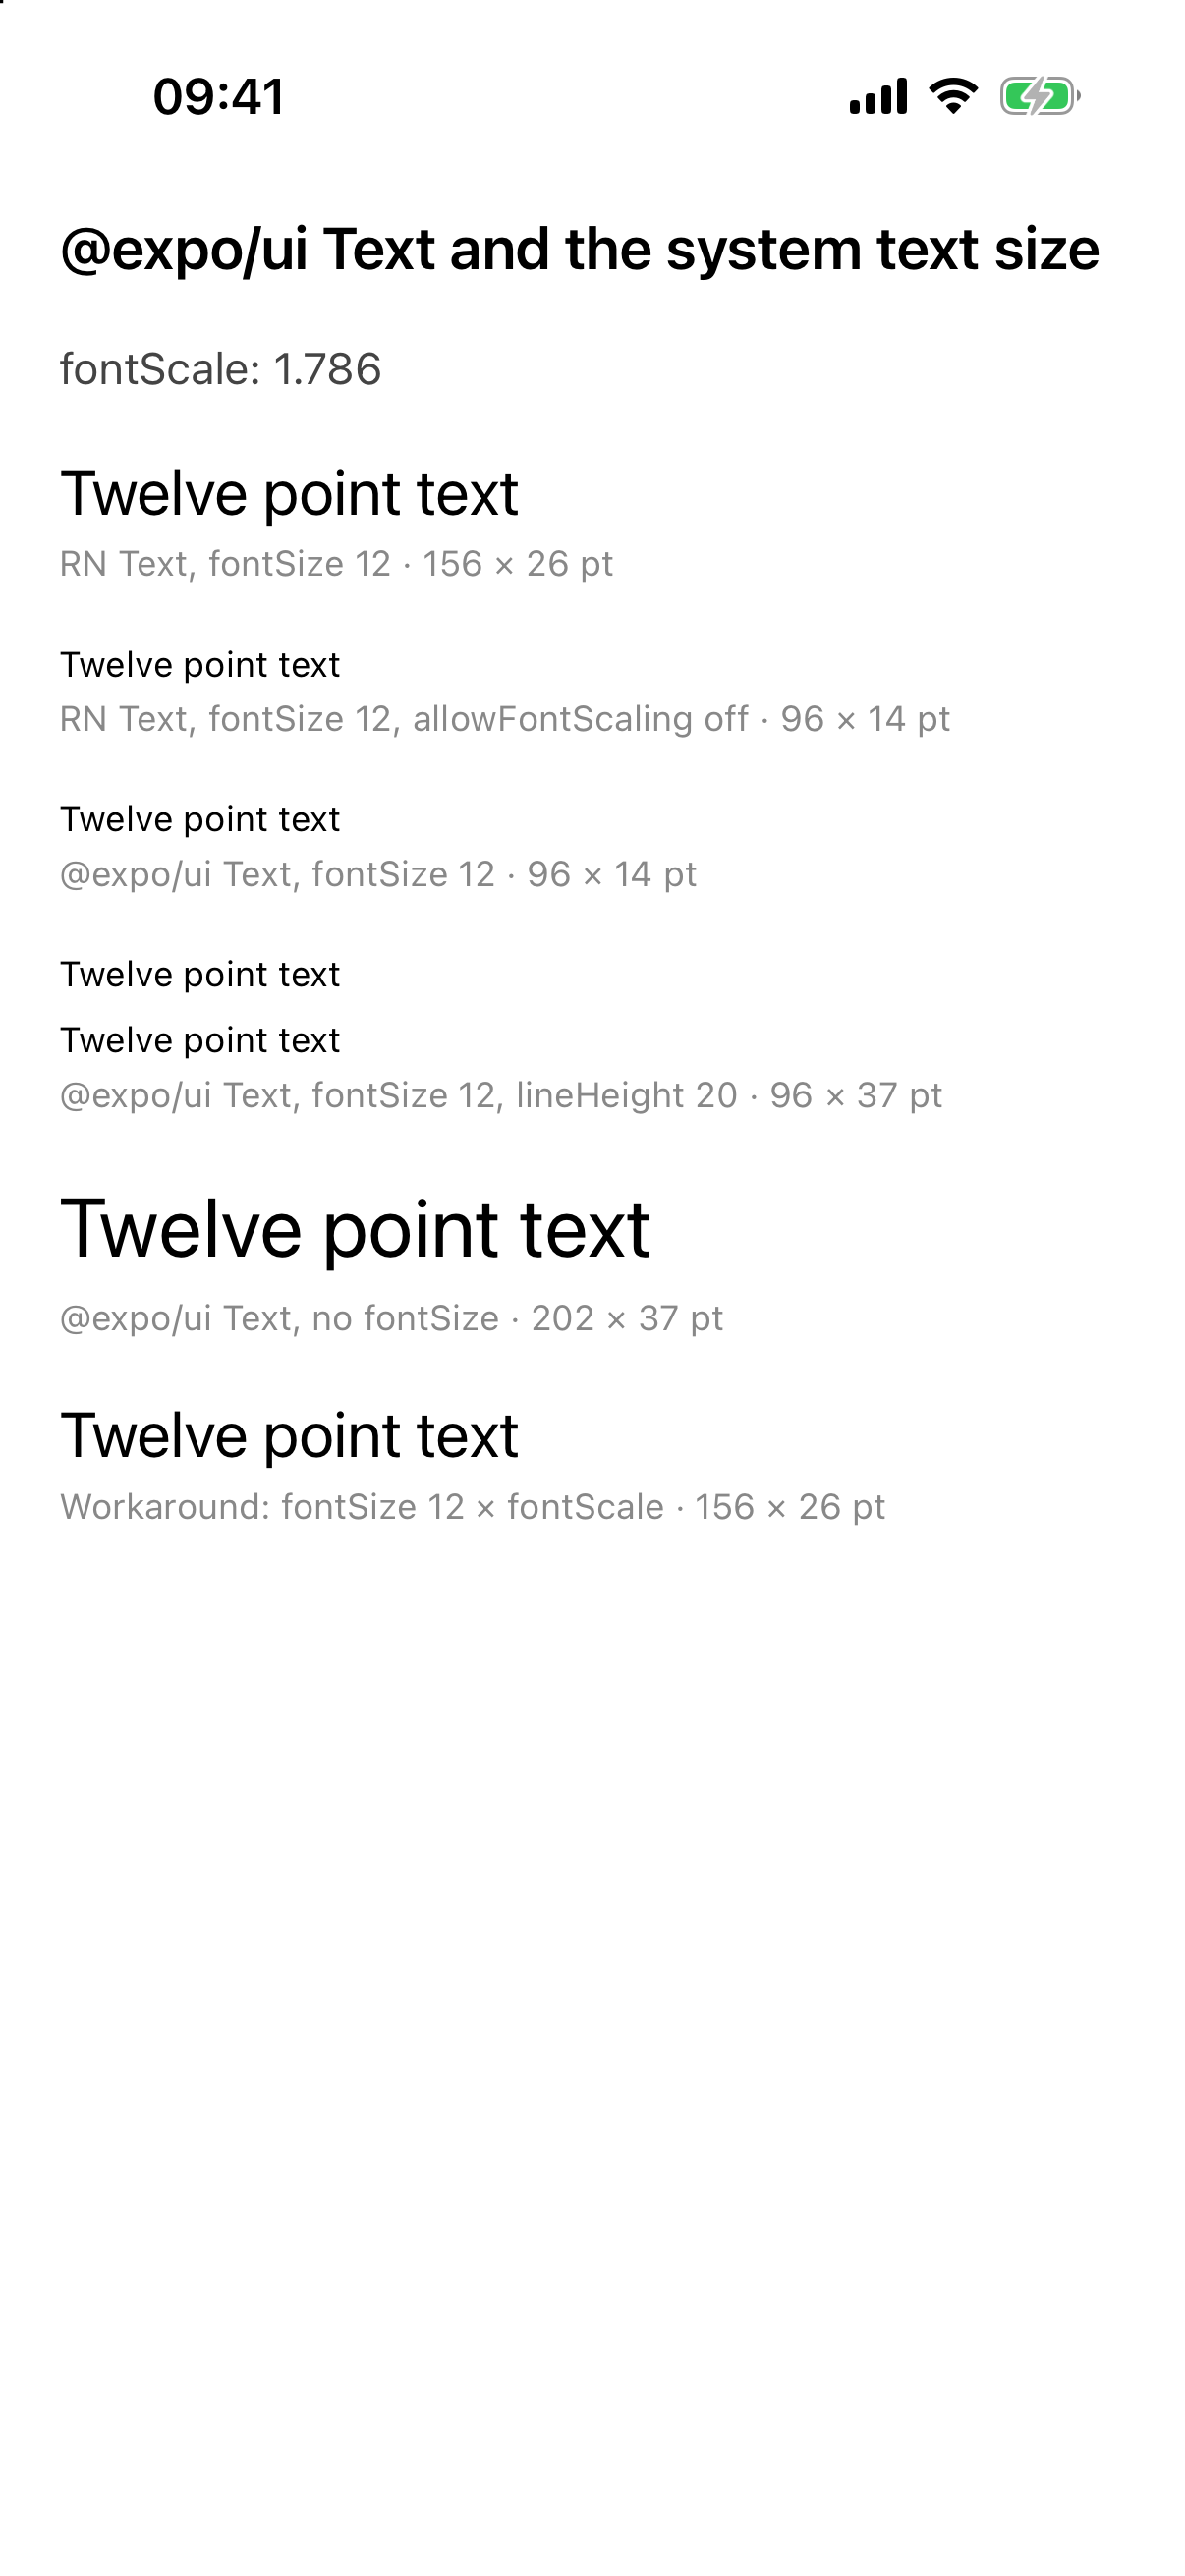 09:41
@expo/ui Text and the system text size
fontScale: 1.786
Twelve point text
RN Text, fontSize 12 · 156 × 26 pt
Twelve point text
RN Text, fontSize 12, allowFontScaling off · 96 × 14 pt
Twelve point text
@expo/ui Text, fontSize 12 · 96 × 14 pt
Twelve point text
Twelve point text
@expo/ui Text, fontSize 12, lineHeight 20 · 96 × 37 pt
Twelve point text
@expo/ui Text, no fontSize · 202 × 37 pt
Twelve point text
Workaround: fontSize 12 × fontScale · 156 × 26 pt